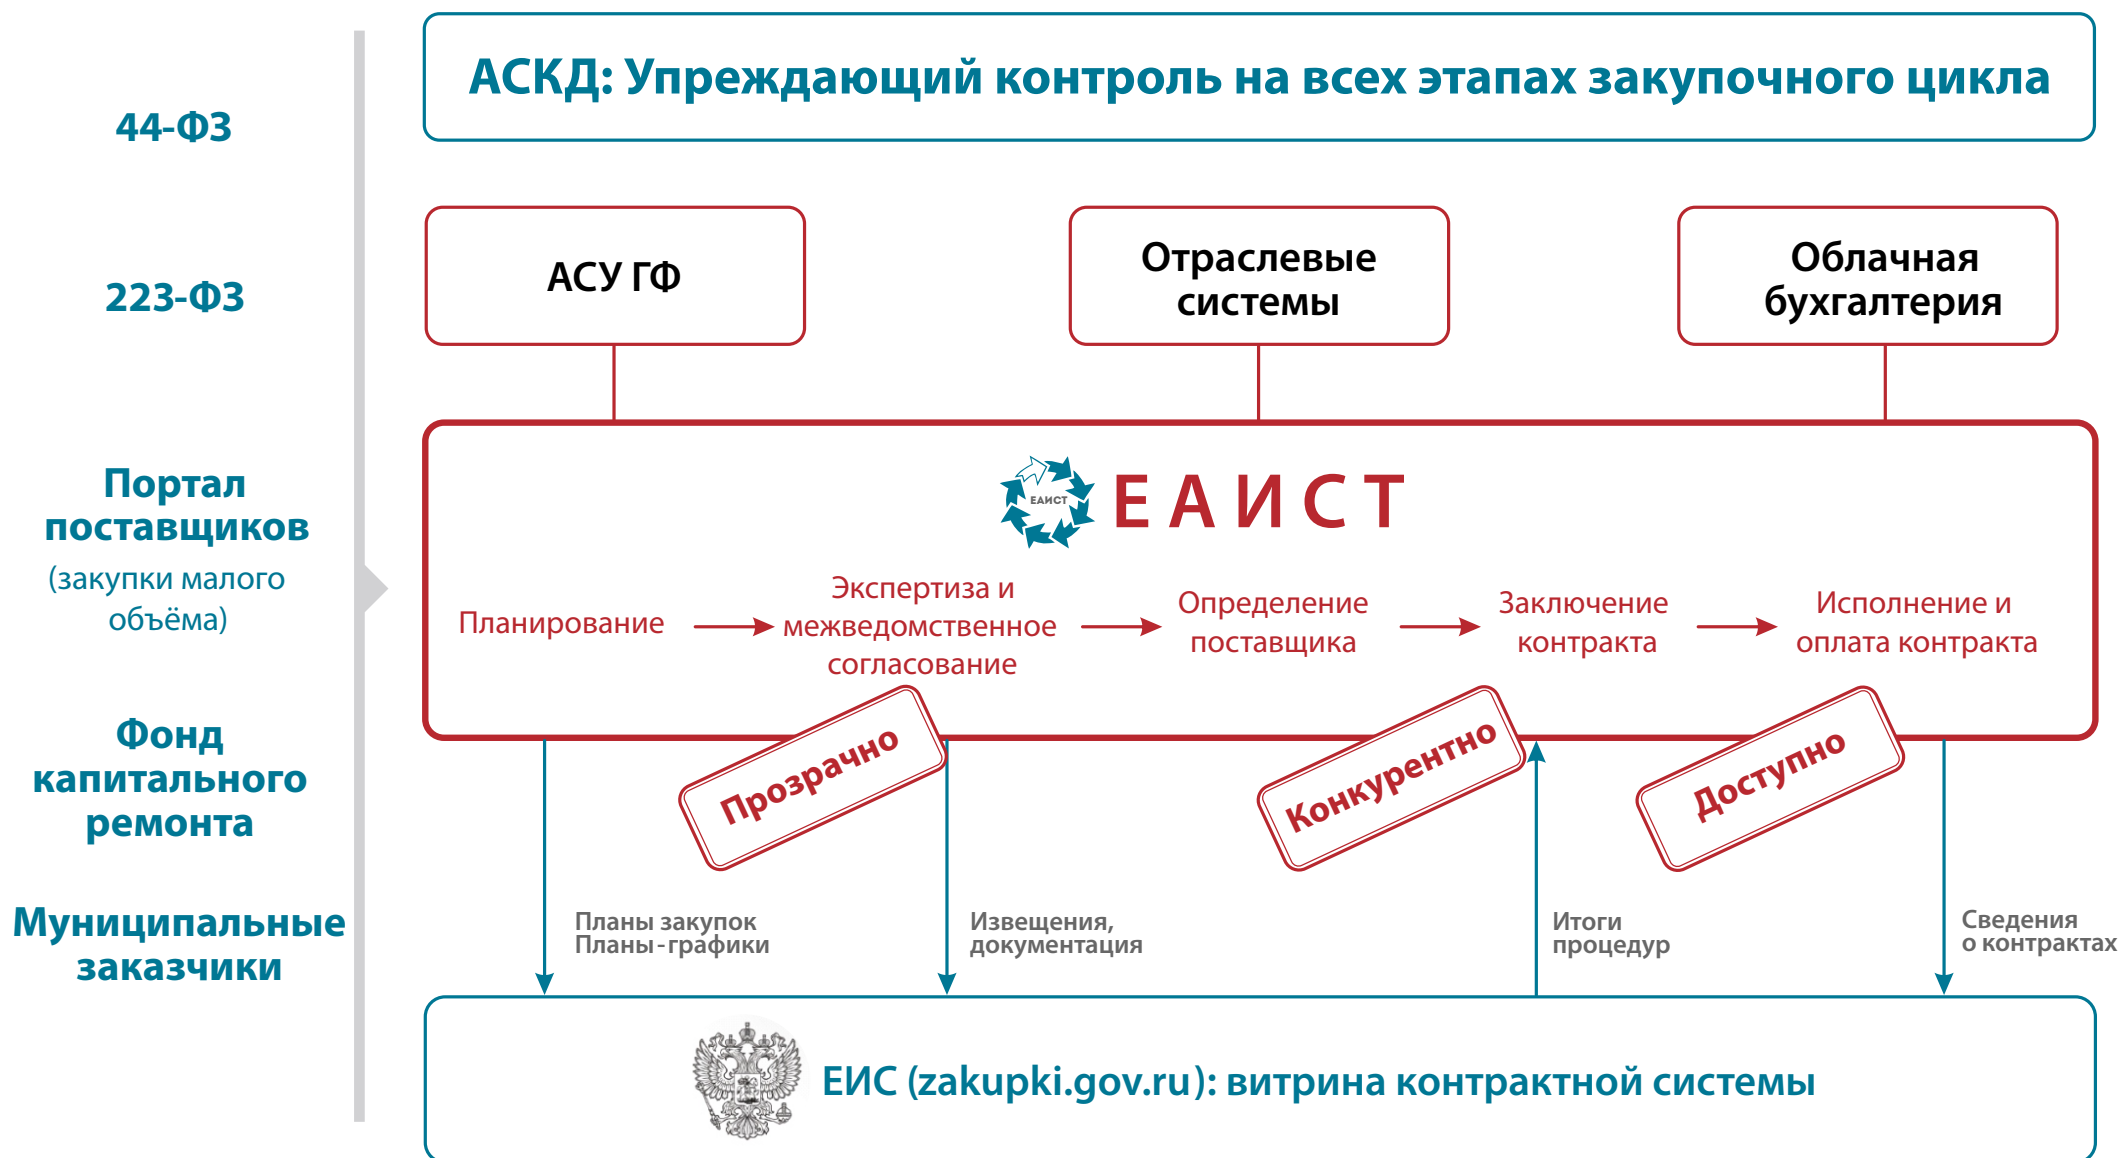 АСКД: Упреждающий контроль на всех этапах закупочного цикла
44-ФЗ
223-ФЗ
Портал
поставщиков
(закупки малого
объёма)
Фонд
капитального
ремонта
Муниципальные
заказчики
АСУ ГФ
Отраслевые
системы
Облачная
бухгалтерия
ЕАИСТ
ЕАИСТ
Планирование
Экспертиза и
межведомственное
согласование
Определение
поставщика
Заключение
контракта
Исполнение и
оплата контракта
Прозрачно
Конкурентно
Доступно
Планы закупок
Планы-графики
Извещения,
документация
Итоги
процедур
Сведения
о контрактах
ЕИС (zakupki.gov.ru): витрина контрактной системы